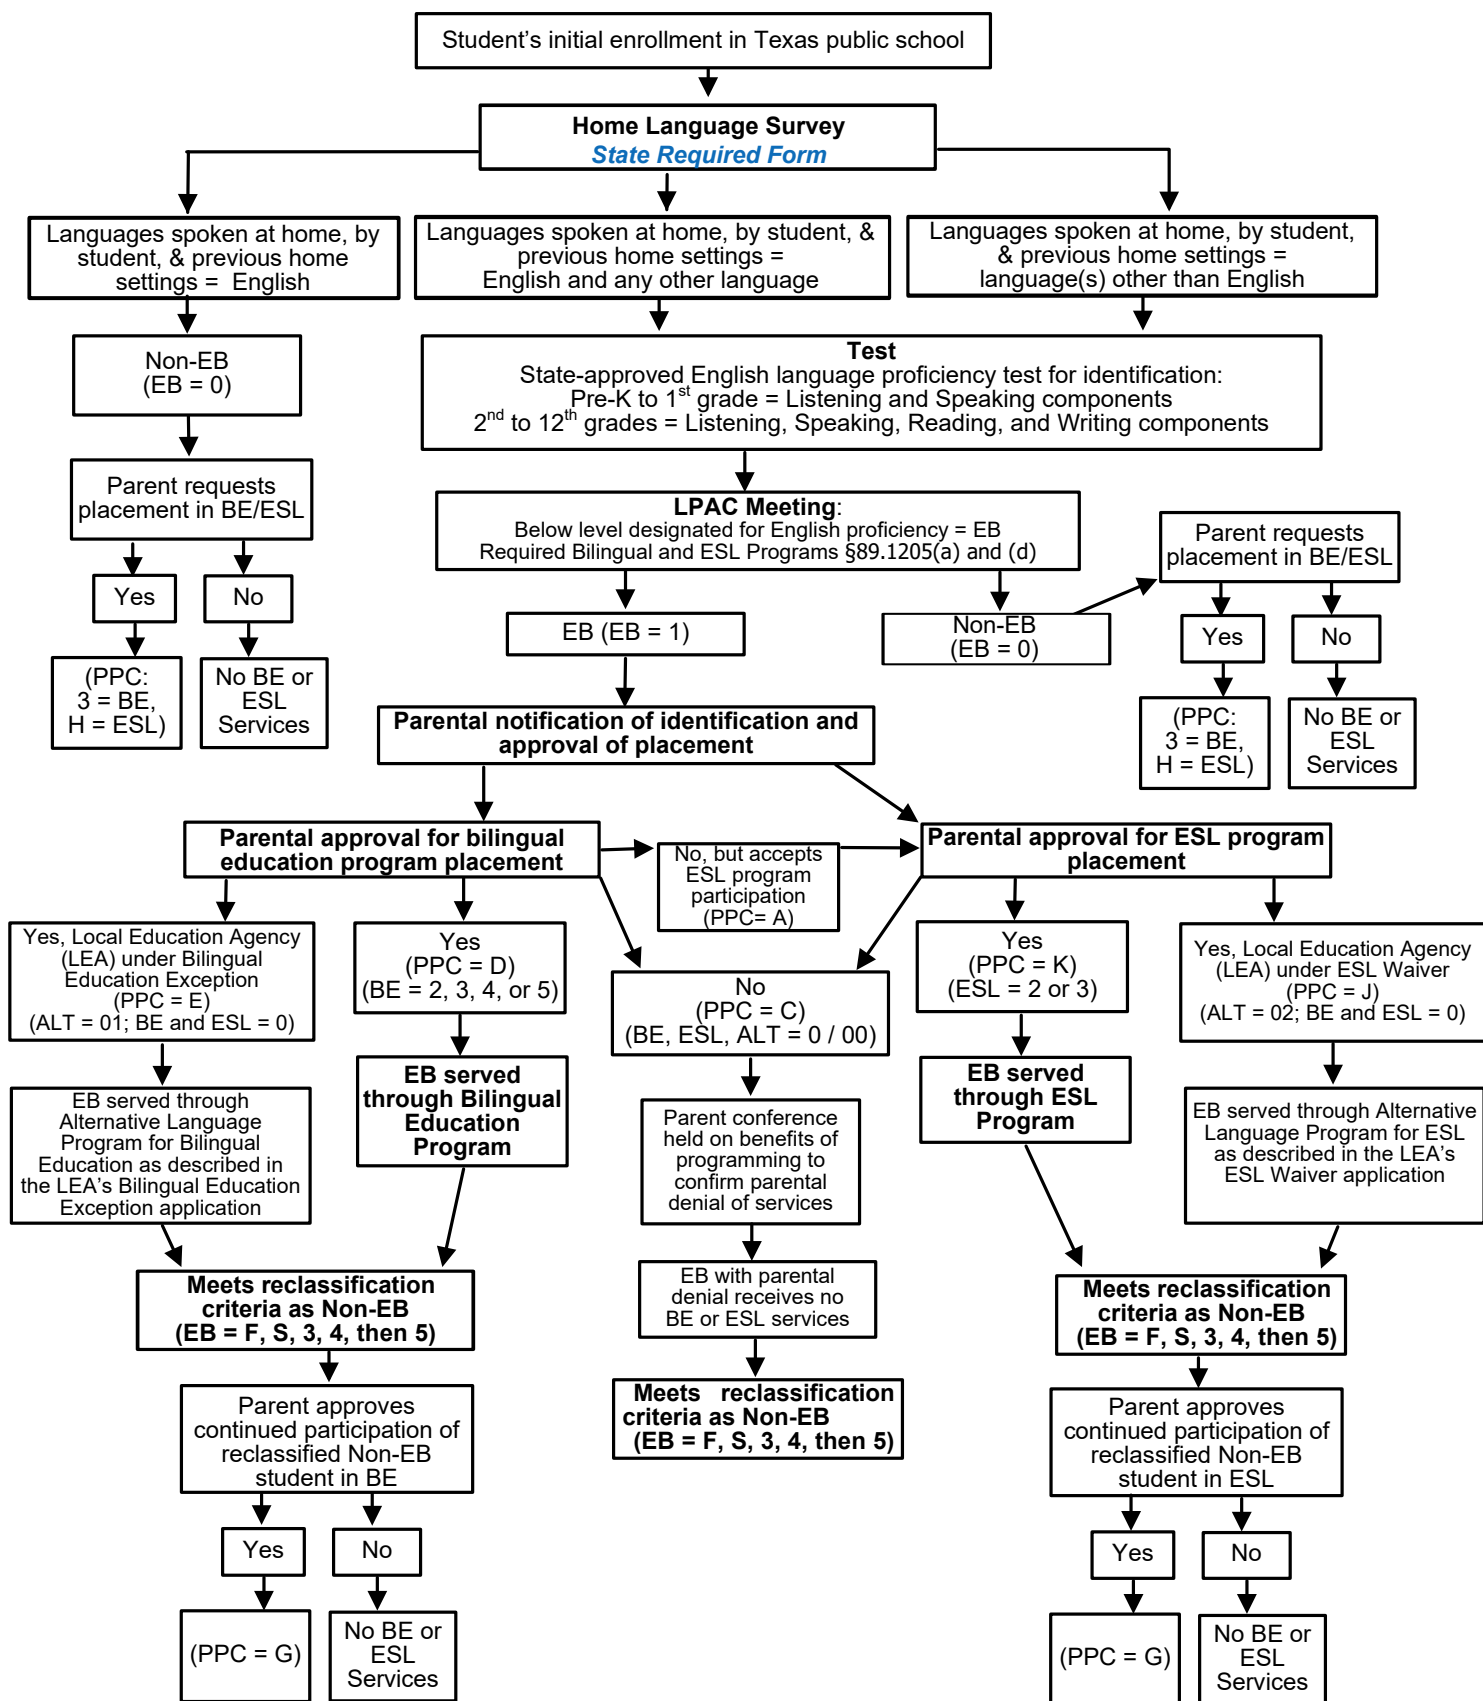 Student’s initial enrollment in Texas public school
Home Language Survey
State Required Form
Languages spoken at home, by
student, & previous home
settings = English
Languages spoken at home, by student, &
previous home settings =
English and any other language
Languages spoken at home, by student,
& previous home settings =
language(s) other than English
Non-EB
(EB = 0)
Test
State-approved English language proficiency test for identification:
Pre-K to 1st grade = Listening and Speaking components
2nd to 12th grades = Listening, Speaking, Reading, and Writing components
Parent requests
placement in BE/ESL
LPAC Meeting:
Below level designated for English proficiency = EB
Required Bilingual and ESL Programs §89.1205(a) and (d)
Parent requests
placement in BE/ESL
Yes
No
EB (EB = 1)
Non-EB
(EB = 0)
Yes
No
(PPC:
3 = BE,
H = ESL)
No BE or
ESL
Services
Parental notification of identification and
approval of placement
(PPC:
3 = BE,
H = ESL)
No BE or
ESL
Services
Parental approval for bilingual
education program placement
No, but accepts
ESL program
participation
(PPC= A)
Parental approval for ESL program
placement
Yes, Local Education Agency
(LEA) under Bilingual
Education Exception
(PPC = E)
(ALT = 01; BE and ESL = 0)
Yes
(PPC = D)
(BE = 2, 3, 4, or 5)
No
(PPC = C)
(BE, ESL, ALT = 0 / 00)
Yes
(PPC = K)
(ESL = 2 or 3)
Yes, Local Education Agency
(LEA) under ESL Waiver
(PPC = J)
(ALT = 02; BE and ESL = 0)
EB served through
Alternative Language
Program for Bilingual
Education as described in
the LEA’s Bilingual Education
Exception application
EB served
through Bilingual
Education
Program
Parent conference
held on benefits of
programming to
confirm parental
denial of services
EB served
through ESL
Program
EB served through Alternative
Language Program for ESL
as described in the LEA’s
ESL Waiver application
Meets reclassification
criteria as Non-EB
(EB = F, S, 3, 4, then 5)
EB with parental
denial receives no
BE or ESL services
Meets reclassification
criteria as Non-EB
(EB = F, S, 3, 4, then 5)
Parent approves
continued participation of
reclassified Non-EB
student in BE
Meets reclassification
criteria as Non-EB
(EB = F, S, 3, 4, then 5)
Parent approves
continued participation of
reclassified Non-EB
student in ESL
Yes
No
Yes
No
(PPC = G)
No BE or
ESL
Services
(PPC = G)
No BE or
ESL
Services